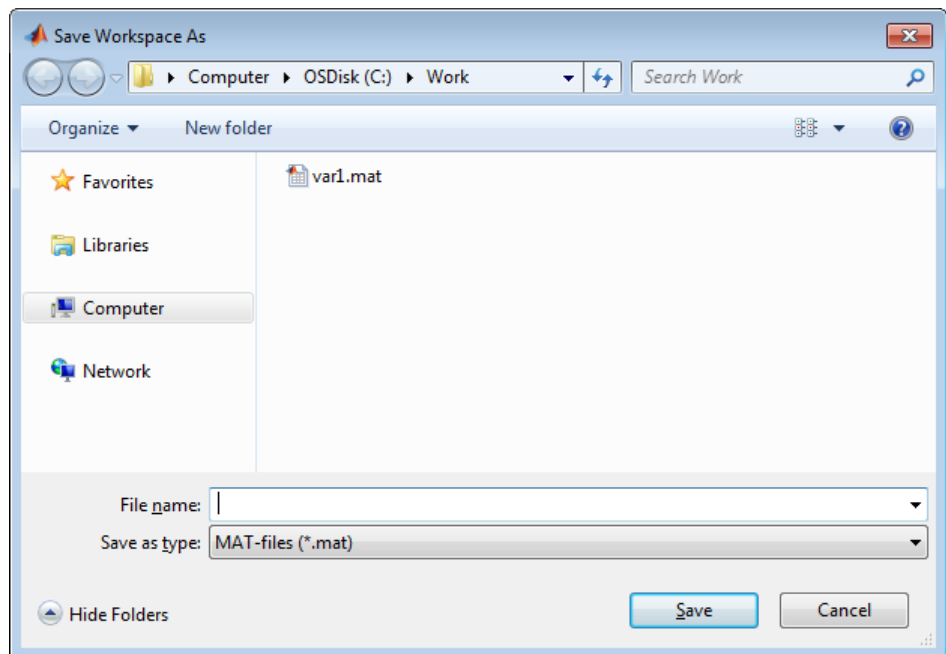 Save Workspace As
Computer OSDisk (C:) Work Search Work
Organize New folder
Favorites
Libraries
Computer
Network
var1.mat
File name:
Save as type: MAT-files (*.mat)
Hide Folders Save Cancel